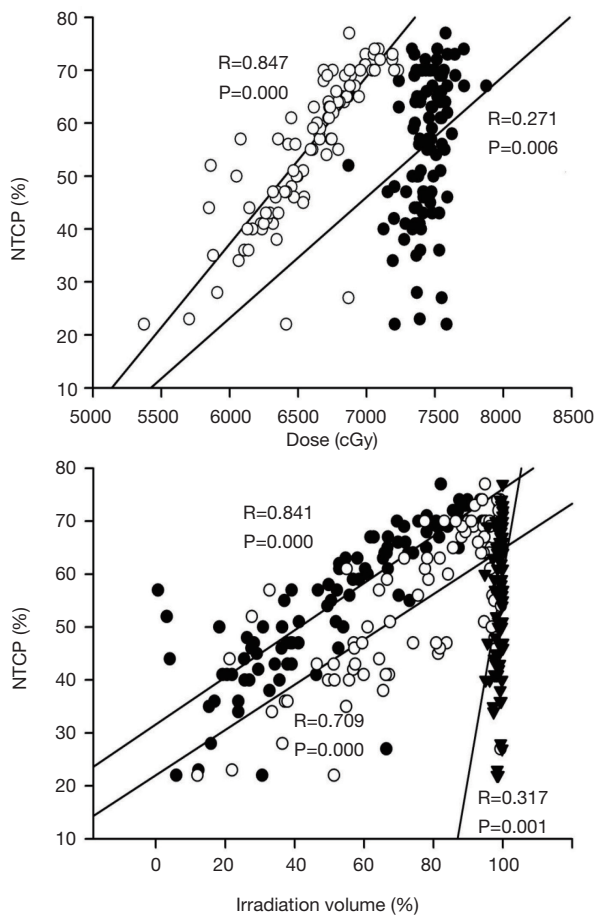 80
70
60
50
40
30
20
10
NTCP (%)
R=0.847
P=0.000
R=0.271
P=0.006
5000 5500 6000 6500 7000 7500 8000 8500
Dose (cGy)
80
70
60
50
40
30
20
10
NTCP (%)
R=0.841
P=0.000
R=0.709
P=0.000
R=0.317
P=0.001
0 20 40 60 80 100
Irradiation volume (%)